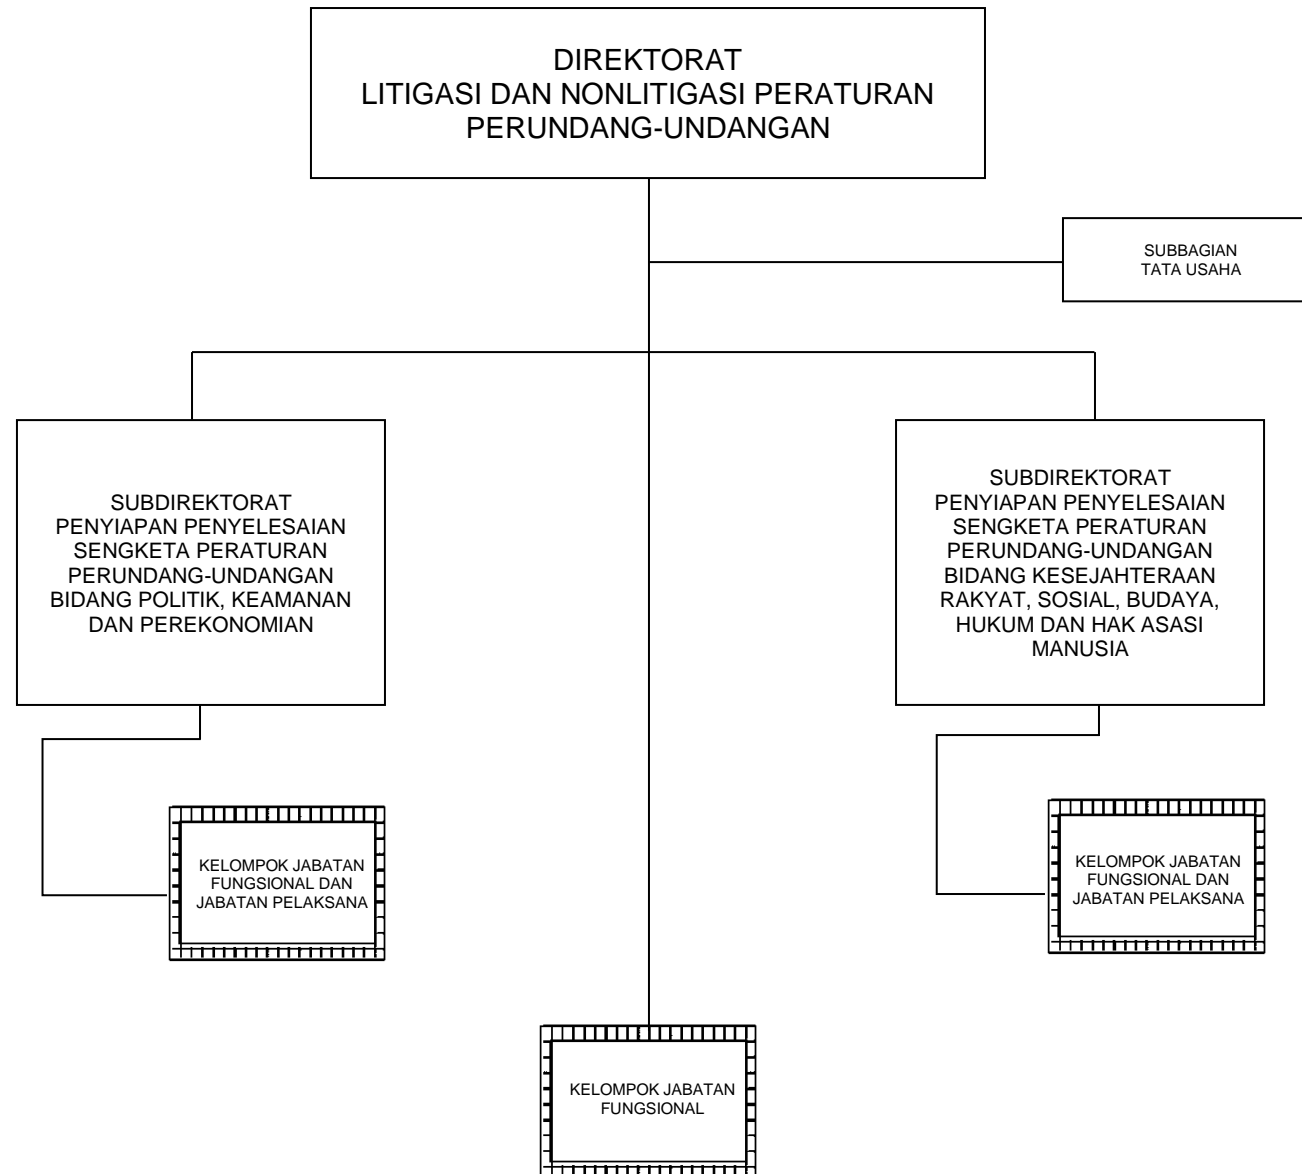 DIREKTORAT
LITIGASI DAN NONLITIGASI PERATURAN
PERUNDANG-UNDANGAN
SUBBAGIAN
TATA USAHA
SUBDIREKTORAT
PENYIAPAN PENYELESAIAN
SENGKETA PERATURAN
PERUNDANG-UNDANGAN
BIDANG POLITIK, KEAMANAN
DAN PEREKONOMIAN
SUBDIREKTORAT
PENYIAPAN PENYELESAIAN
SENGKETA PERATURAN
PERUNDANG-UNDANGAN
BIDANG KESEJAHTERAAN
RAKYAT, SOSIAL, BUDAYA,
HUKUM DAN HAK ASASI
MANUSIA
KELOMPOK JABATAN
FUNGSIONAL DAN
JABATAN PELAKSANA
KELOMPOK JABATAN
FUNGSIONAL DAN
JABATAN PELAKSANA
KELOMPOK JABATAN
FUNGSIONAL